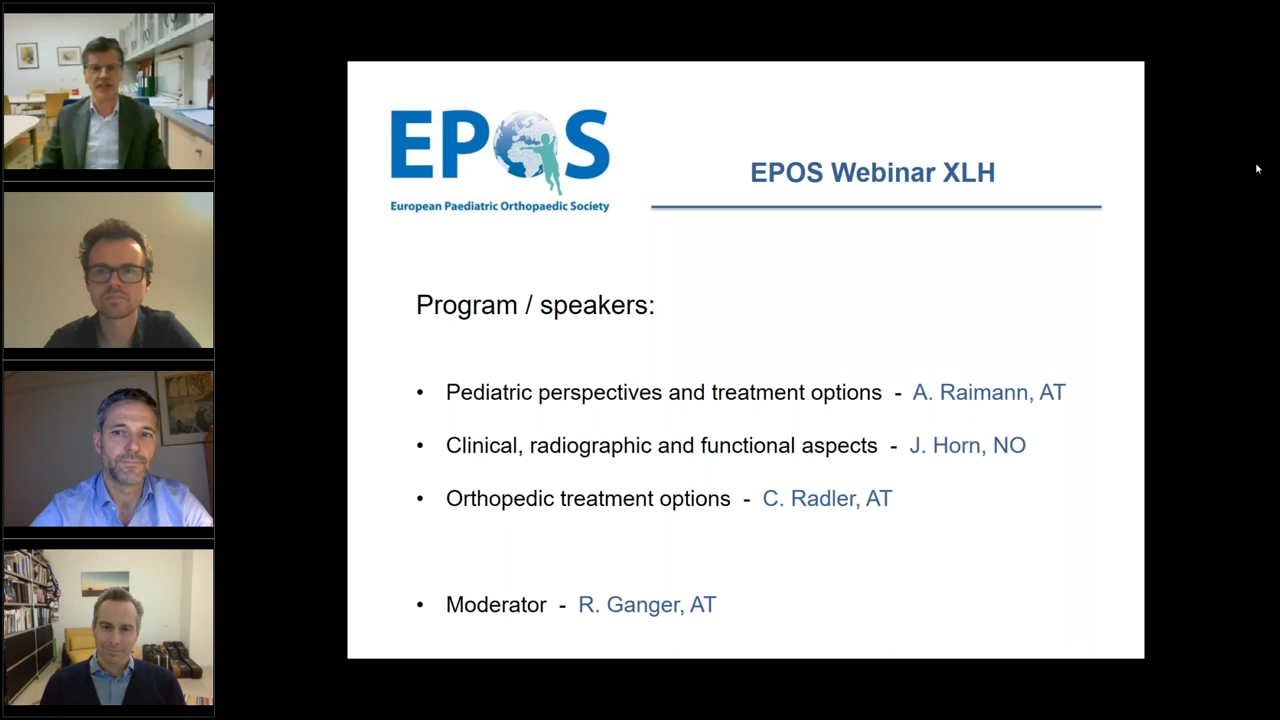 EPOS
European Paediatric Orthopaedic Society
EPOS Webinar XLH
Program / speakers:
• Pediatric perspectives and treatment options - A. Raimann, AT
• Clinical, radiographic and functional aspects - J. Horn, NO
• Orthopedic treatment options - C. Radler, AT
• Moderator - R. Ganger, AT